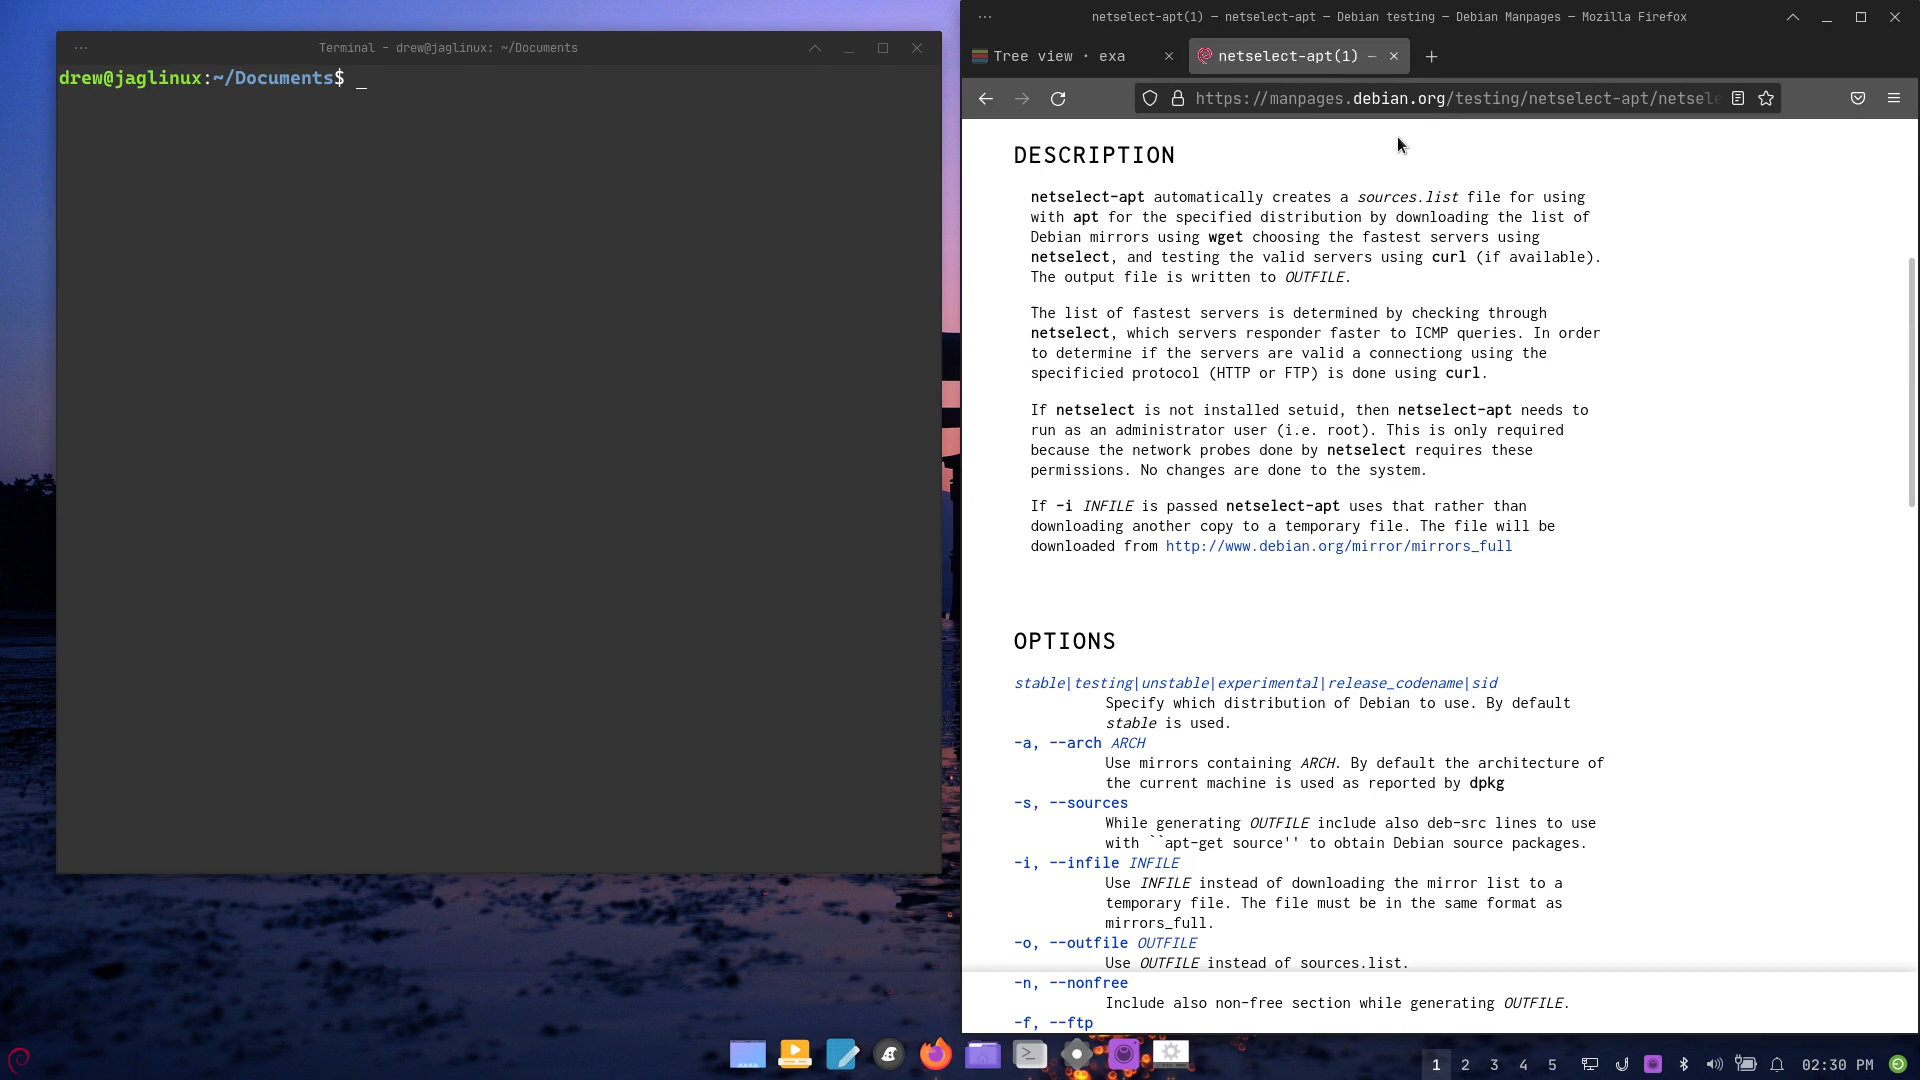 Terminal - drew@jaglinux: ~/Documents
drew@jaglinux:~/Documents$ _
netselect-apt(1) — netselect-apt — Debian testing — Debian Manpages — Mozilla Firefox
Tree view · exa
netselect-apt(1) —
https://manpages.debian.org/testing/netselect-apt/netsele
DESCRIPTION
netselect-apt automatically creates a sources.list file for using
with apt for the specified distribution by downloading the list of
Debian mirrors using wget choosing the fastest servers using
netselect, and testing the valid servers using curl (if available).
The output file is written to OUTFILE.
The list of fastest servers is determined by checking through
netselect, which servers responder faster to ICMP queries. In order
to determine if the servers are valid a connectiong using the
specificied protocol (HTTP or FTP) is done using curl.
If netselect is not installed setuid, then netselect-apt needs to
run as an administrator user (i.e. root). This is only required
because the network probes done by netselect requires these
permissions. No changes are done to the system.
If -i INFILE is passed netselect-apt uses that rather than
downloading another copy to a temporary file. The file will be
downloaded from http://www.debian.org/mirror/mirrors_full
OPTIONS
stable|testing|unstable|experimental|release_codename|sid
Specify which distribution of Debian to use. By default
stable is used.
-a, --arch ARCH
Use mirrors containing ARCH. By default the architecture of
the current machine is used as reported by dpkg
-s, --sources
While generating OUTFILE include also deb-src lines to use
with ``apt-get source'' to obtain Debian source packages.
-i, --infile INFILE
Use INFILE instead of downloading the mirror list to a
temporary file. The file must be in the same format as
mirrors_full.
-o, --outfile OUTFILE
Use OUTFILE instead of sources.list.
-n, --nonfree
Include also non-free section while generating OUTFILE.
-f, --ftp
1 2 3 4 5 02:30 PM